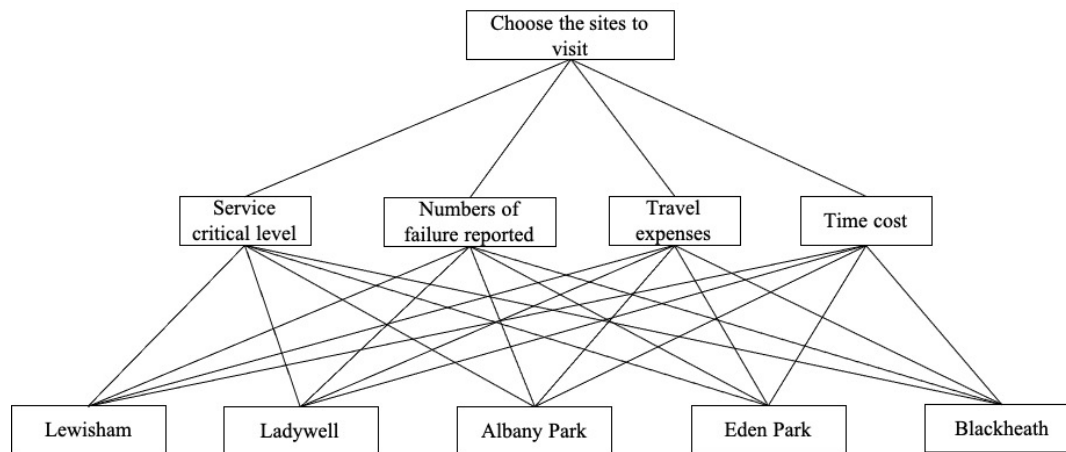 Choose the sites to
visit
Service
critical level
Numbers of
failure reported
Travel
expenses
Time cost
Lewisham
Ladywell
Albany Park
Eden Park
Blackheath